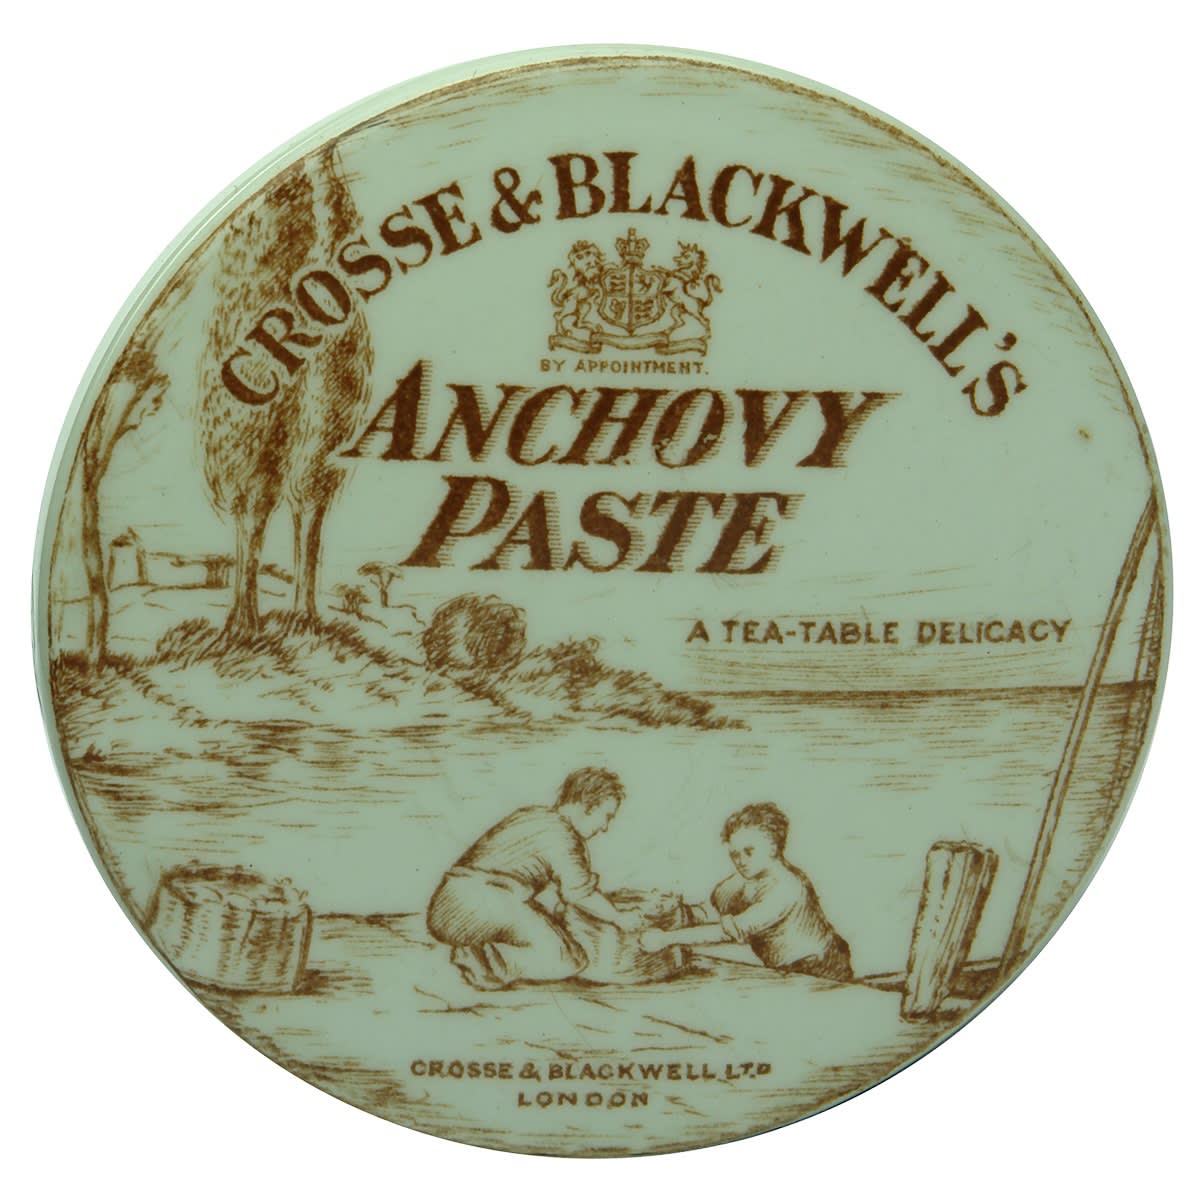 CROSSE & BLACKWELL'S
BY APPOINTMENT.
ANCHOVY
PASTE
A TEA-TABLE DELICACY
CROSSE & BLACKWELL LTD
LONDON